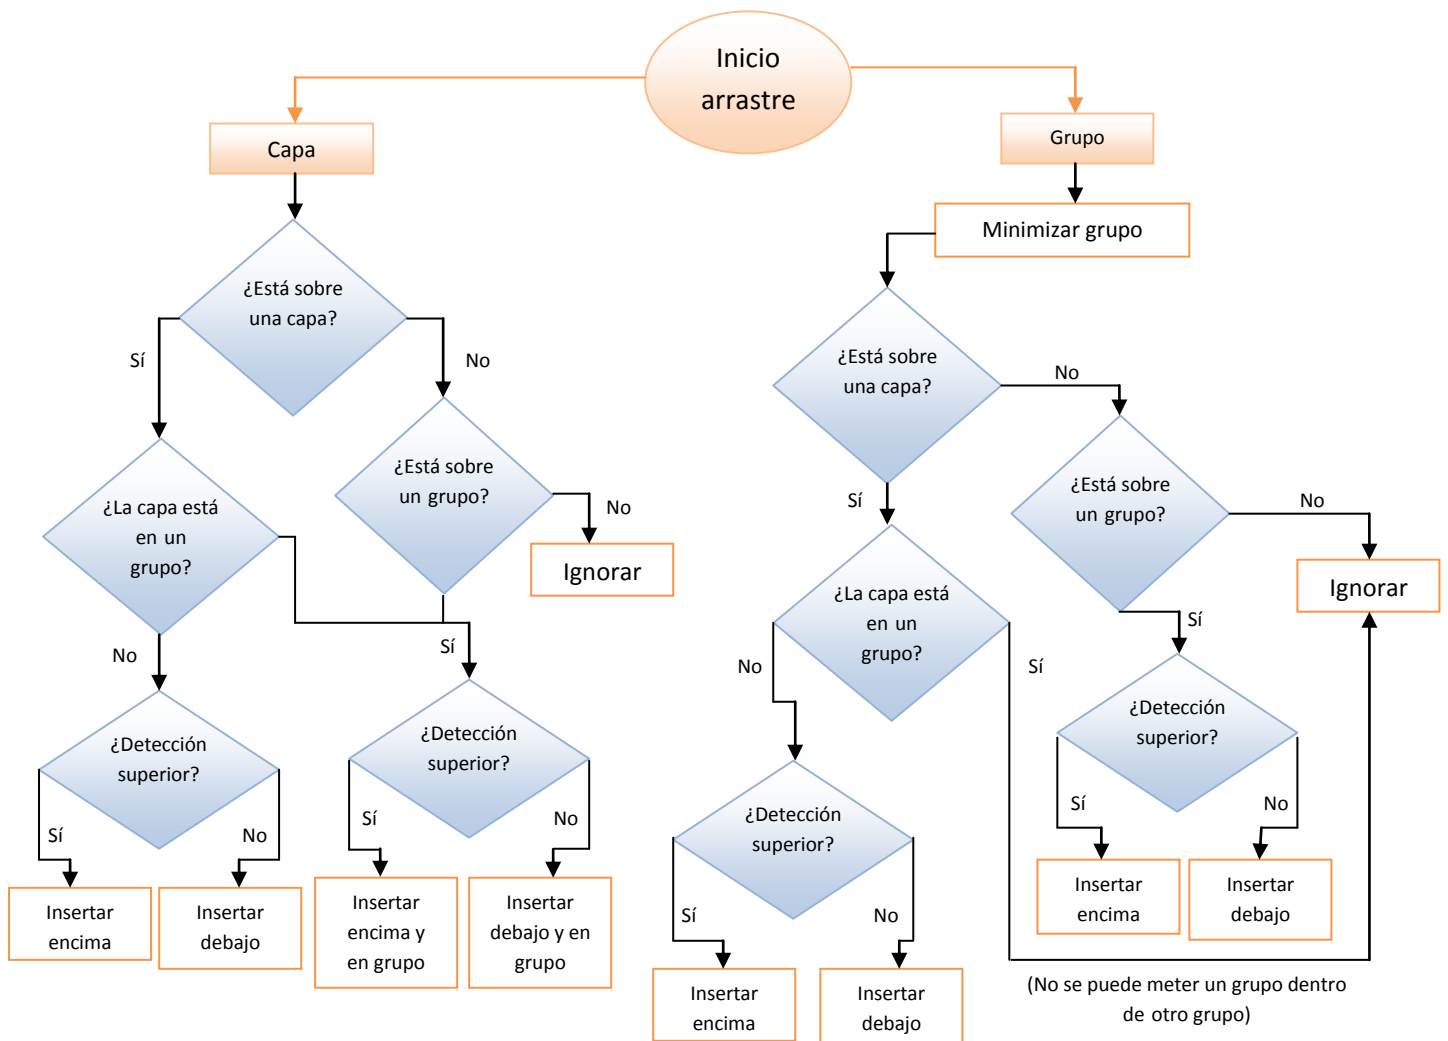 Inicio
arrastre
Capa
Grupo
Minimizar grupo
¿Está sobre
una capa?
Sí
No
¿Está sobre
una capa?
No
¿La capa está
en un
grupo?
¿Está sobre
un grupo?
No
Ignorar
Sí
¿Está sobre
un grupo?
No
Ignorar
¿La capa está
en un
grupo?
No
Sí
No
Sí
Sí
¿Detección
superior?
¿Detección
superior?
¿Detección
superior?
Sí
No
Sí
No
Sí
No
¿Detección
superior?
Insertar
encima
Insertar
debajo
Insertar
encima y
en grupo
Insertar
debajo y en
grupo
Insertar
encima
Insertar
debajo
Sí
No
Insertar
encima
Insertar
debajo
(No se puede meter un grupo dentro
de otro grupo)